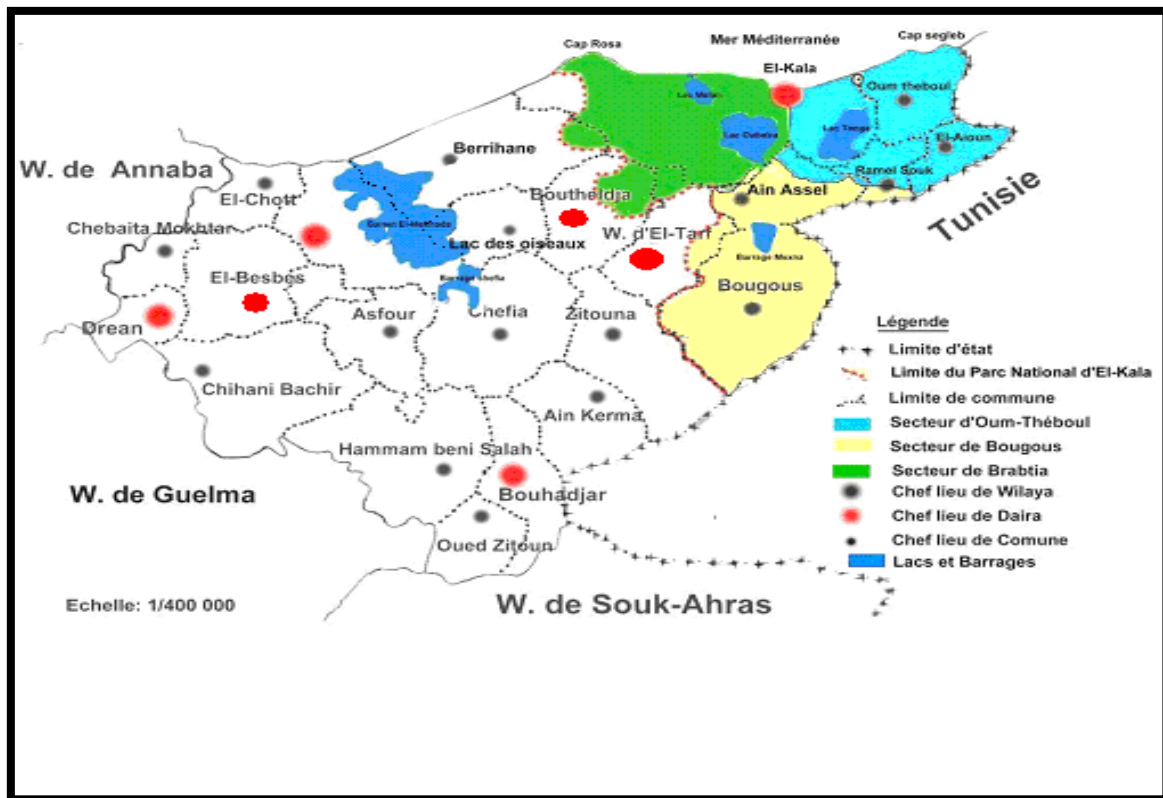 Cap segleb
Mer Méditerranée
Cap Rosa
El-Kala
Oum theboul
Lac Melah
Lac Tonga
El-Aioun
Berrihane
W. de Annaba
Ramel Souk
El-Chott
Boutheldja
Ain Assel
Tunisie
Chebaita Mokhtar
W. d'El-Tarf
Lac des oiseaux
El-Besbes
Bougous
Asfour
Chefia
Zitouna
Drean
Légende
Limite d'état
Limite du Parc National d'El-Kala
Chihani Bachir
Limite de commune
Ain Kerma
Secteur d'Oum-Théboul
Secteur de Bougous
Hammam beni Salah
Secteur de Brabtia
W. de Guelma
Bouhadjar
Chef lieu de Wilaya
Chef lieu de Daira
Oued Zitoun
Chef lieu de Comune
Lacs et Barrages
Echelle: 1/400 000
W. de Souk-Ahras